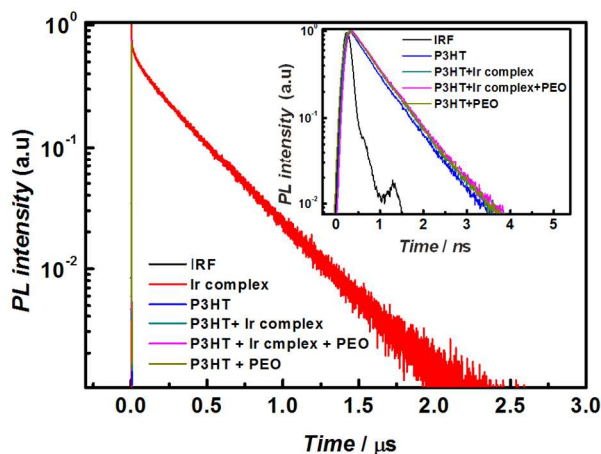 PL intensity (a.u)
10⁰
10⁻¹
10⁻²
0.0 0.5 1.0 1.5 2.0 2.5 3.0
Time / μs
IRF
Ir complex
P3HT
P3HT+ Ir complex
P3HT + Ir cmplex + PEO
P3HT + PEO
PL intensity (a.u)
10⁰
10⁻¹
10⁻²
0 1 2 3 4 5
Time / ns
IRF
P3HT
P3HT+Ir complex
P3HT+Ir complex+PEO
P3HT+PEO